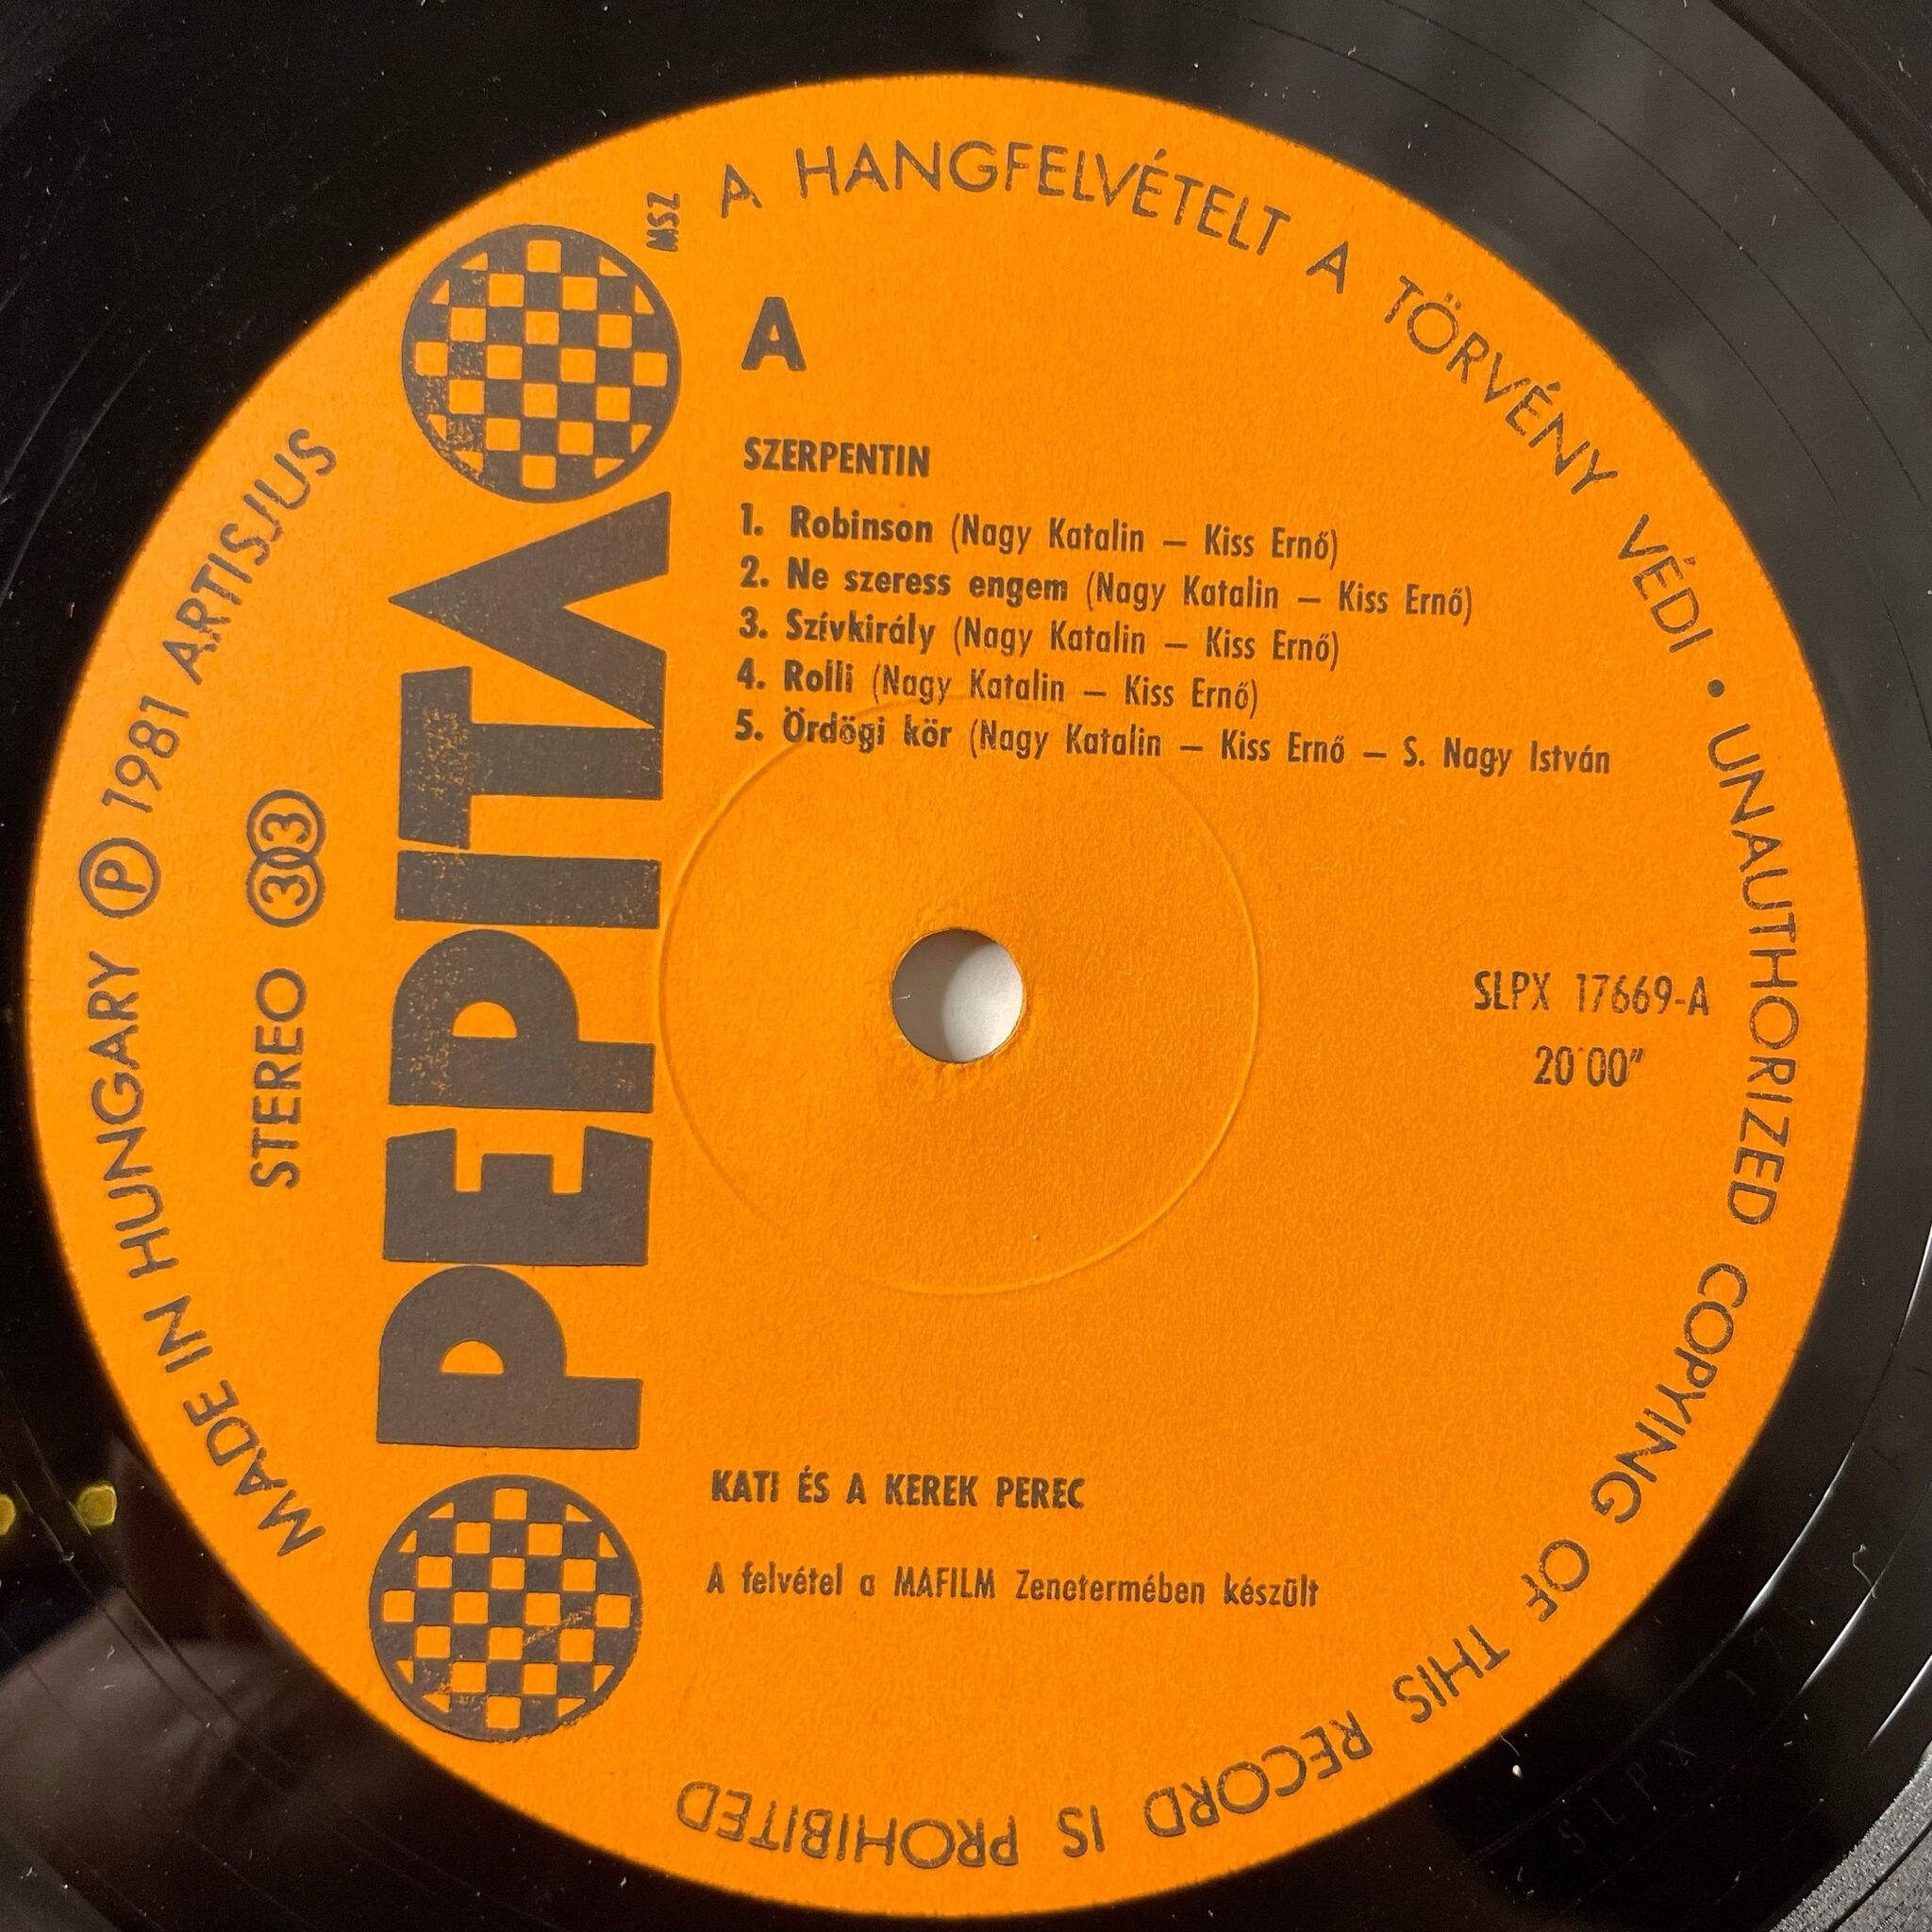 A HANGFELVÉTELT A TÖRVÉNY VÉDI • UNAUTHORIZED COPYING OF THIS RECORD IS PROHIBITED
MADE IN HUNGARY Ⓟ 1981 ARTISJUS
STEREO 33
PEPITA
MSZ
A
SZERPENTIN
1. Robinson (Nagy Katalin – Kiss Ernő)
2. Ne szeress engem (Nagy Katalin – Kiss Ernő)
3. Szívkirály (Nagy Katalin – Kiss Ernő)
4. Rolli (Nagy Katalin – Kiss Ernő)
5. Ördögi kör (Nagy Katalin – Kiss Ernő – S. Nagy István
SLPX 17669-A
20'00"
KATI ÉS A KEREK PEREC
A felvétel a MAFILM Zenetermében készült
SLPX 17